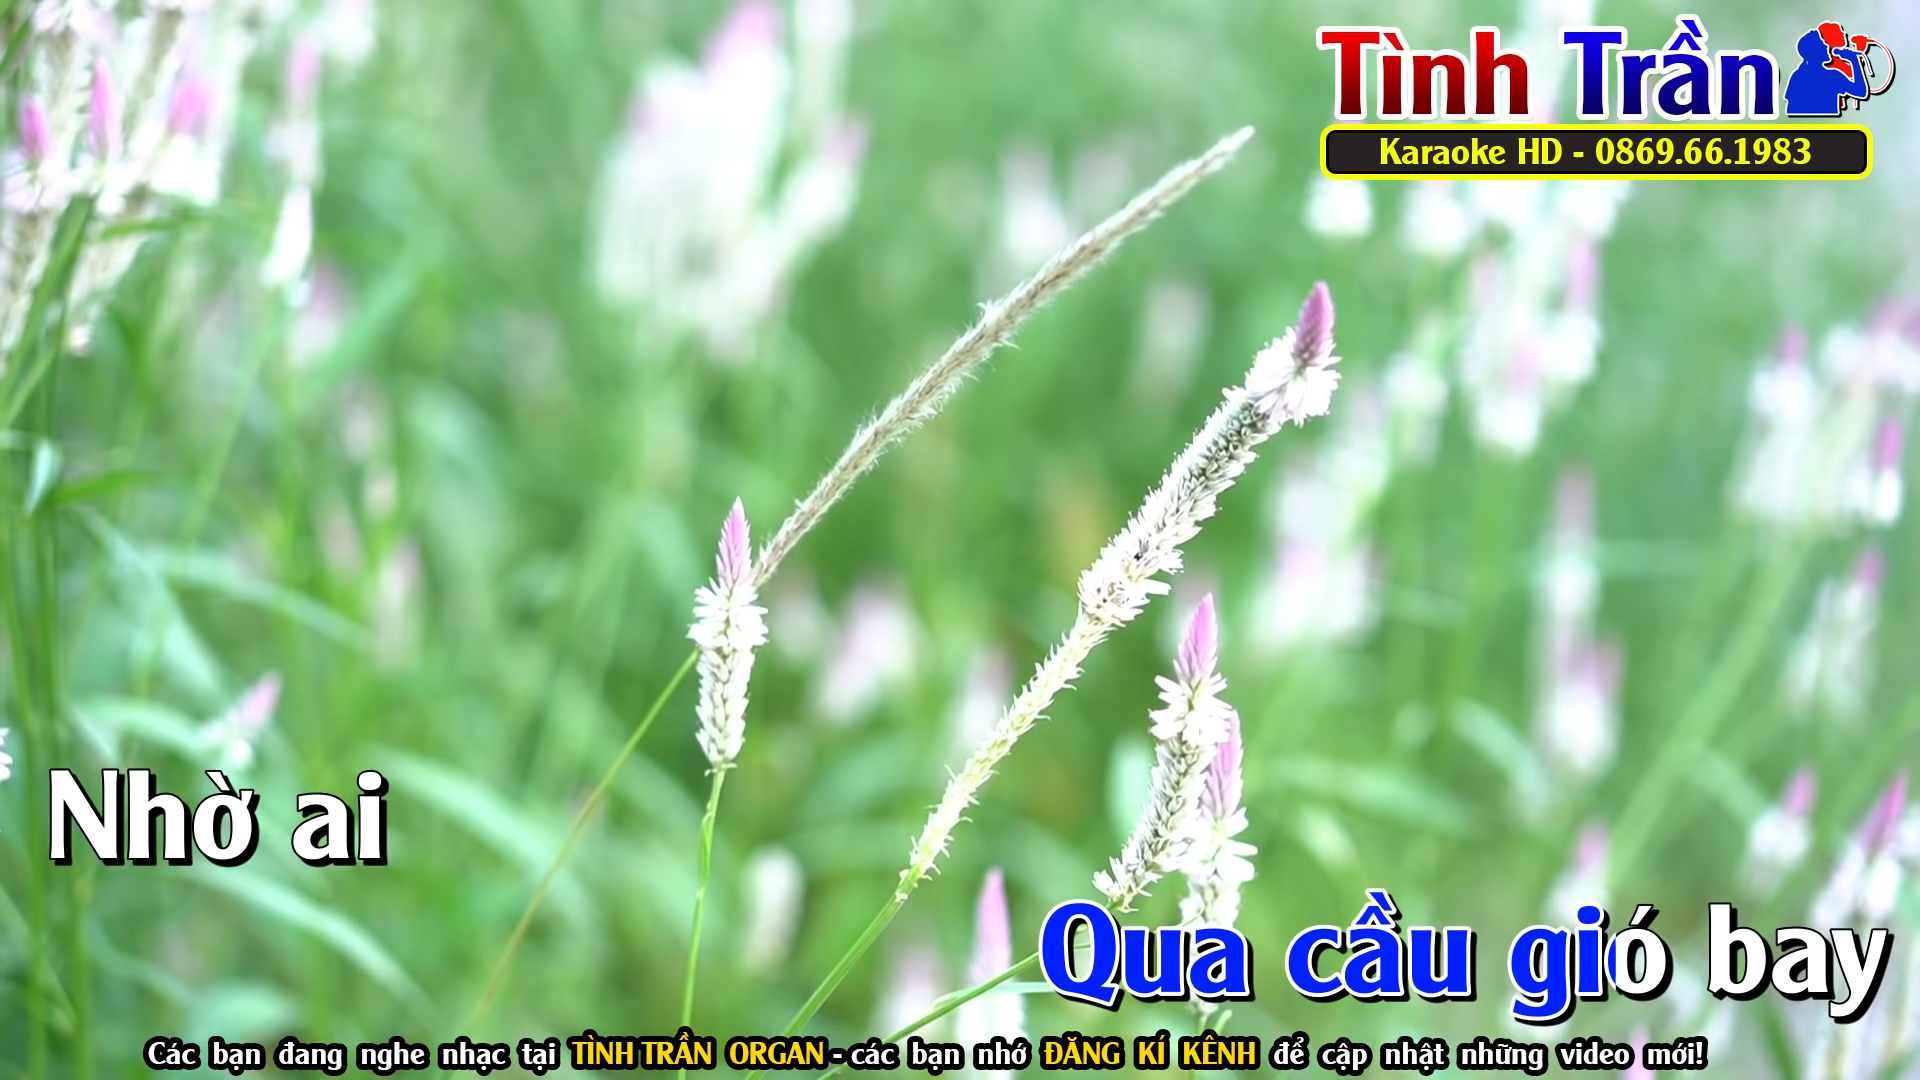 Tình Trần
Karaoke HD - 0869.66.1983
Nhờ ai
Qua cầu gió bay
Các bạn đang nghe nhạc tại TÌNH TRẦN ORGAN - các bạn nhớ ĐĂNG KÍ KÊNH để cập nhật những video mới!